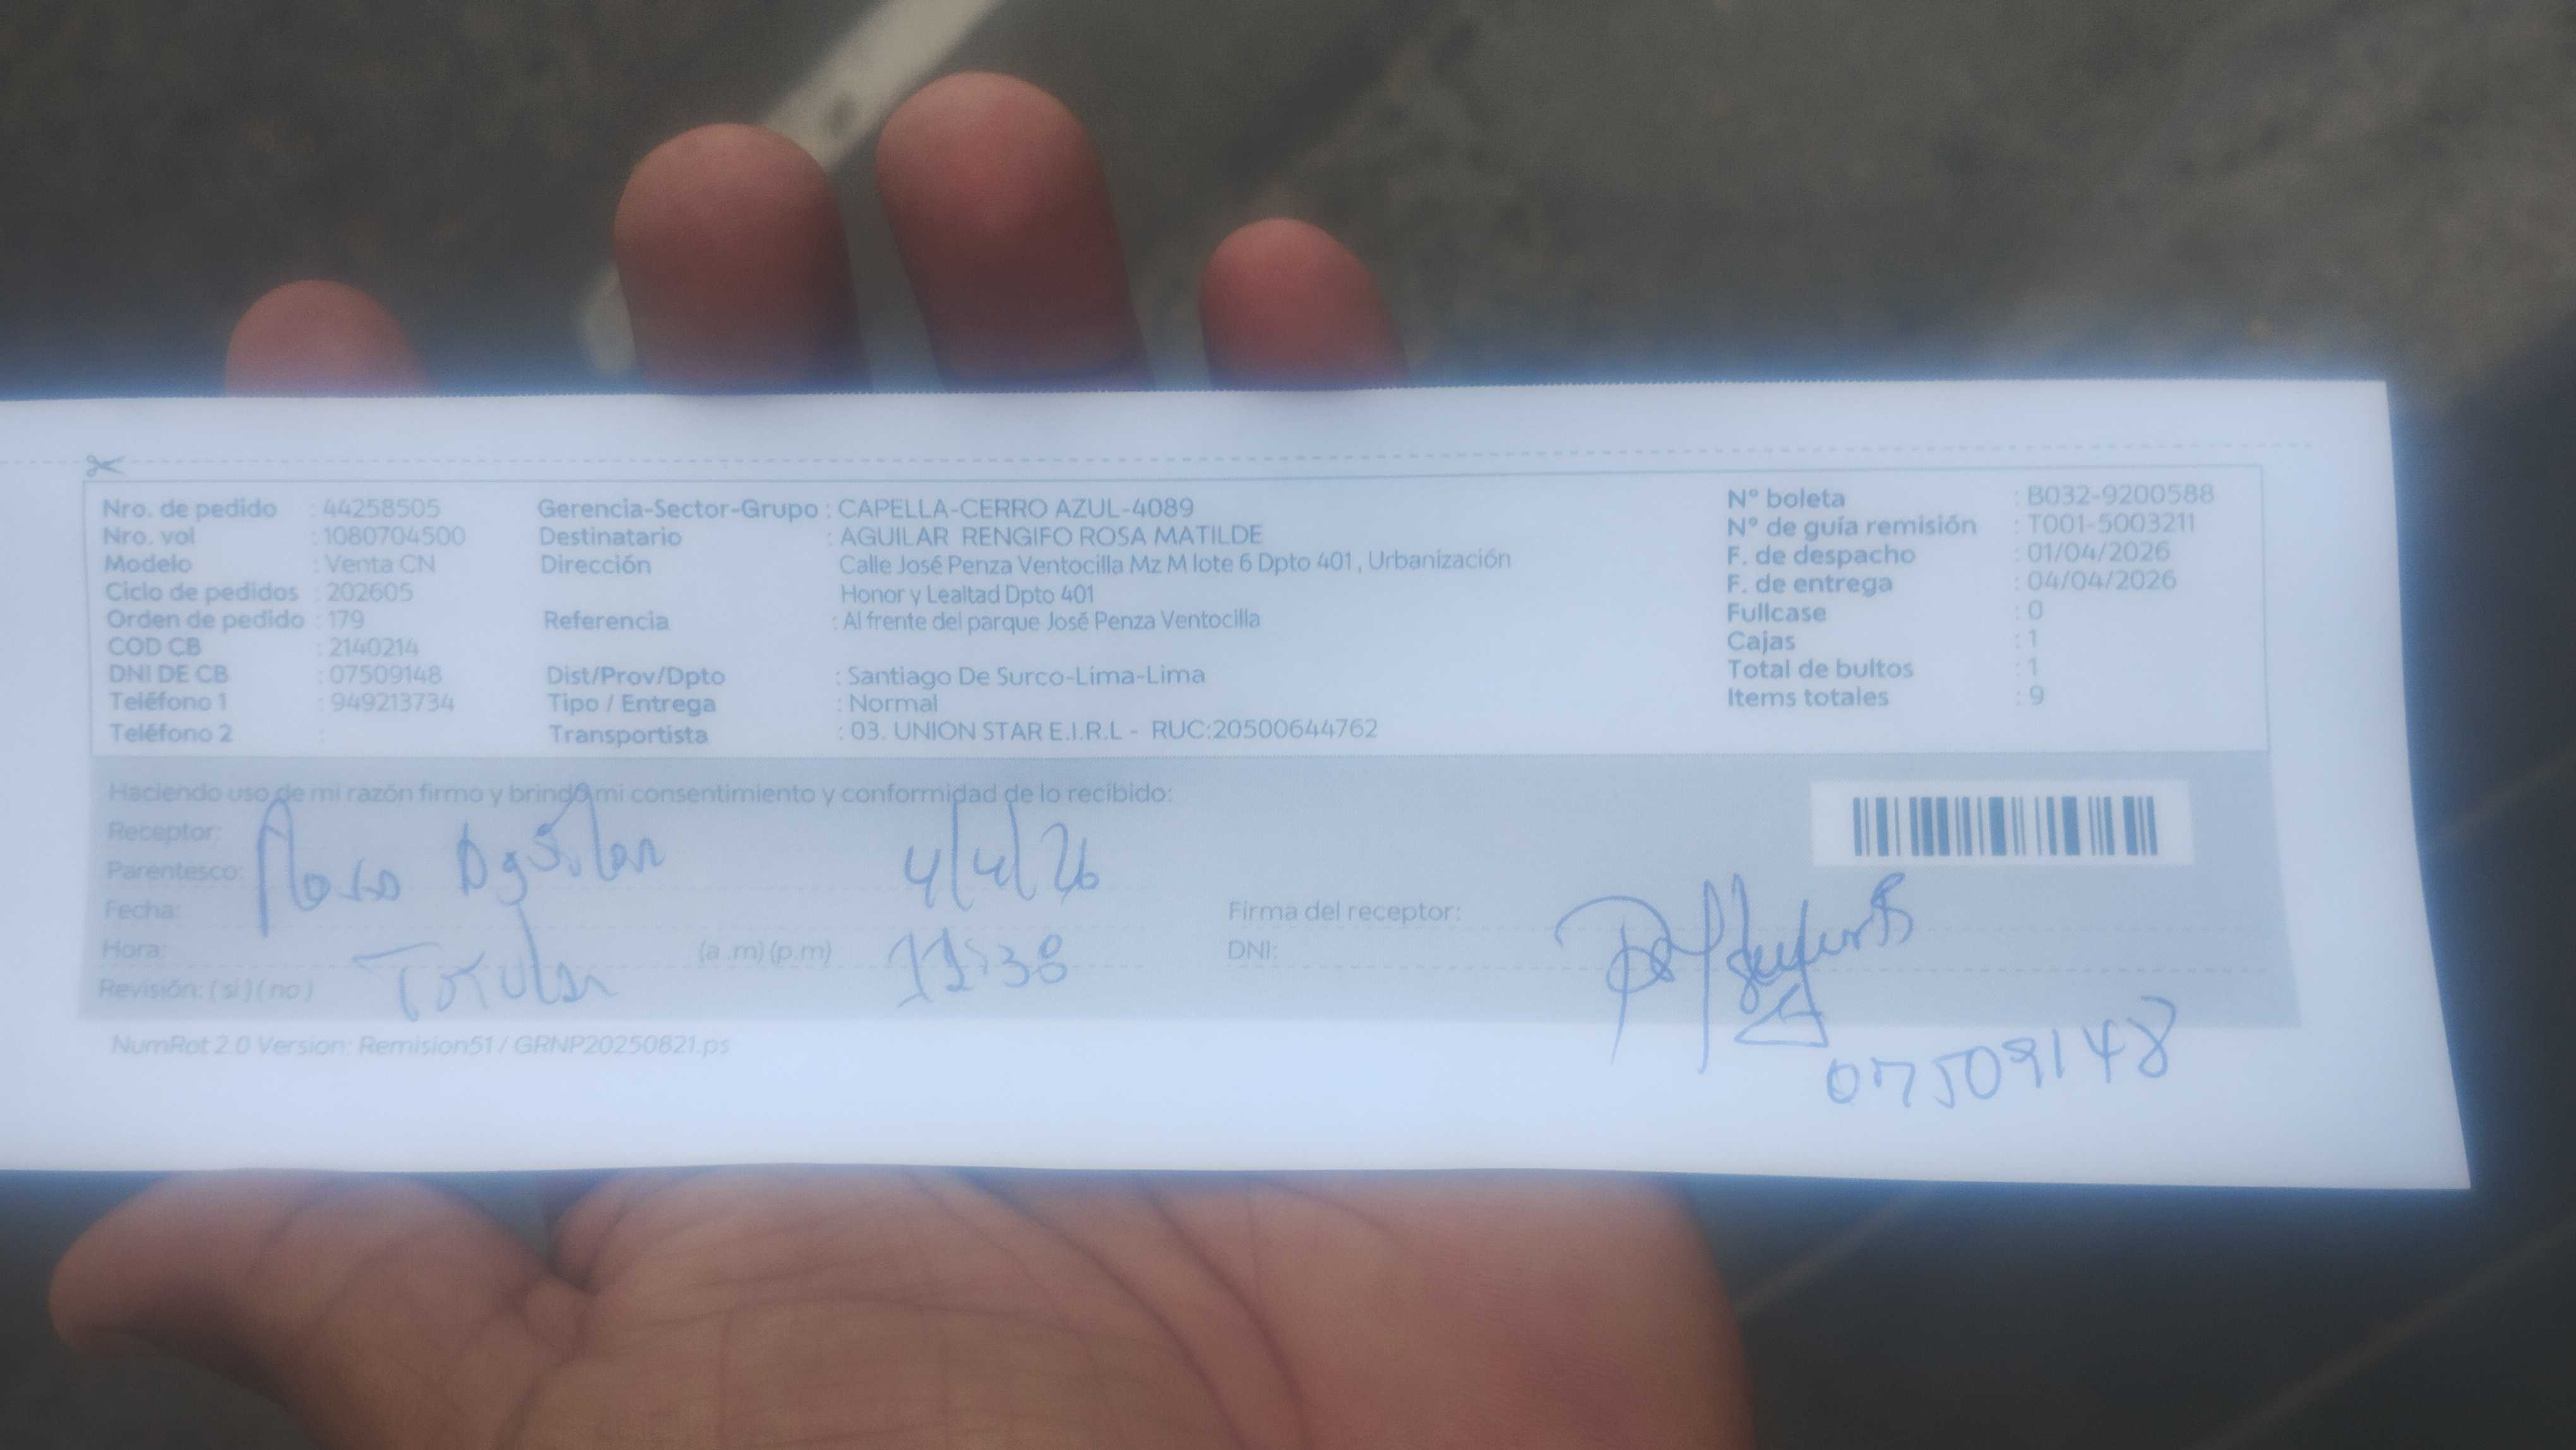 Nro. de pedido : 44258505
Nro. vol : 1080704500
Modelo : Venta CN
Ciclo de pedidos : 202605
Orden de pedido : 179
COD CB : 2140214
DNI DE CB : 07509148
Teléfono 1 : 949213734
Teléfono 2 :
Gerencia-Sector-Grupo : CAPELLA-CERRO AZUL-4089
Destinatario : AGUILAR RENGIFO ROSA MATILDE
Dirección Calle José Penza Ventocilla Mz M lote 6 Dpto 401 , Urbanización
Honor y Lealtad Dpto 401
Referencia : Al frente del parque José Penza Ventocilla
Dist/Prov/Dpto : Santiago De Surco-Lima-Lima
Tipo / Entrega : Normal
Transportista : 03. UNION STAR E.I.R.L - RUC:20500644762
N° boleta : B032-9200588
N° de guía remisión : T001-5003211
F. de despacho : 01/04/2026
F. de entrega : 04/04/2026
Fullcase : 0
Cajas : 1
Total de bultos : 1
Items totales : 9
Haciendo uso de mi razón firmo y brindo mi consentimiento y conformidad de lo recibido:
Receptor: Rosa Aguilar
Parentesco: Titular
Fecha: 4/4/26
Hora: (a .m) (p.m) 11:38
Revisión: ( si ) ( no )
Firma del receptor:
DNI: 07509148
NumRot 2.0 Version: Remision51 / GRNP20250821.ps